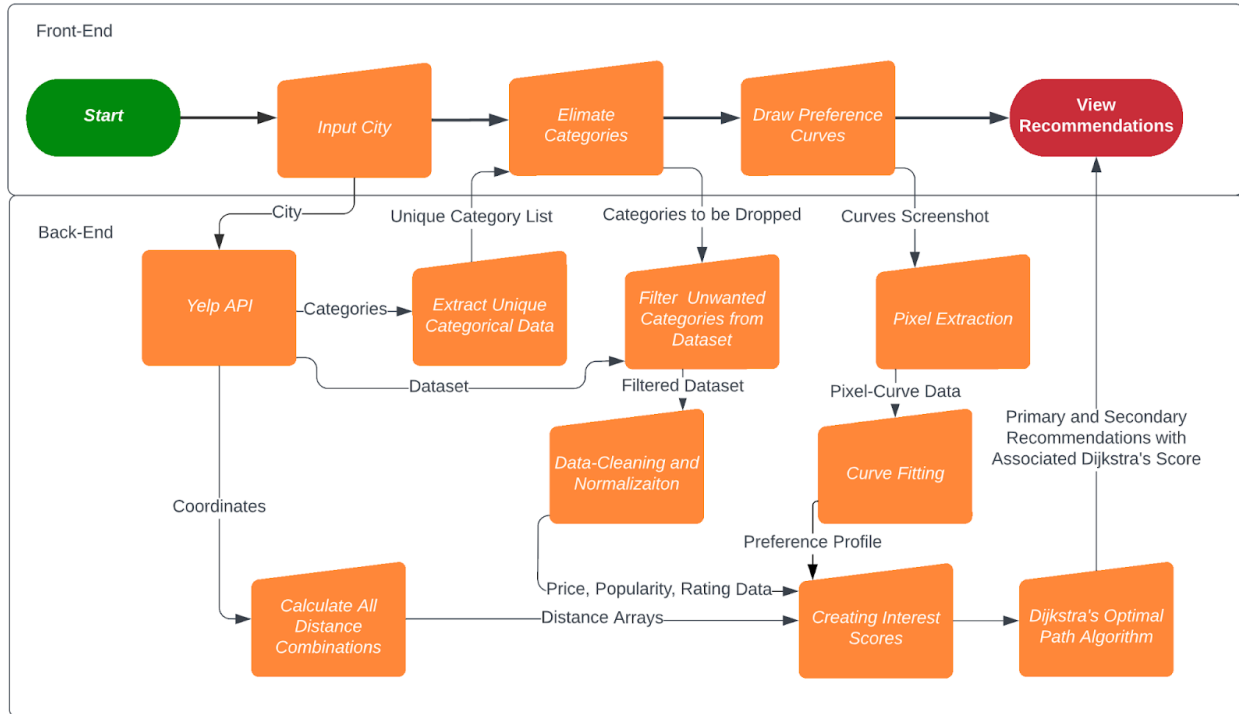 Front-End
Start
Input City
Elimate
Categories
Draw Preference
Curves
View
Recommendations
City
Unique Category List
Categories to be Dropped
Curves Screenshot
Back-End
Yelp API
Categories
Extract Unique
Categorical Data
Filter  Unwanted
Categories from
Dataset
Pixel Extraction
Dataset
Filtered Dataset
Pixel-Curve Data
Primary and Secondary
Recommendations with
Associated Dijkstra's Score
Data-Cleaning and
Normalizaiton
Curve Fitting
Coordinates
Preference Profile
Price, Popularity, Rating Data
Calculate All
Distance
Combinations
Distance Arrays
Creating Interest
Scores
Dijkstra's Optimal
Path Algorithm